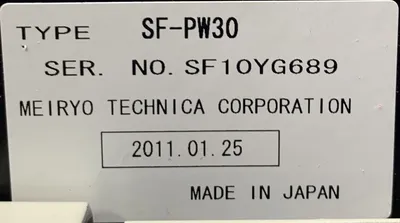 TYPE SF-PW30
SER. NO. SF10YG689
MEIRYO TECHNICA CORPORATION
2011.01.25
MADE IN JAPAN